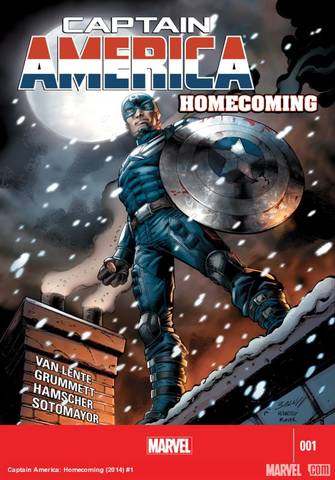 CAPTAIN
AMERICA
HOMECOMING
VAN LENTE
GRUMMETT
HAMSCHER
SOTOMAYOR
MARVEL
001
Captain America: Homecoming (2014) #1
MARVEL.com